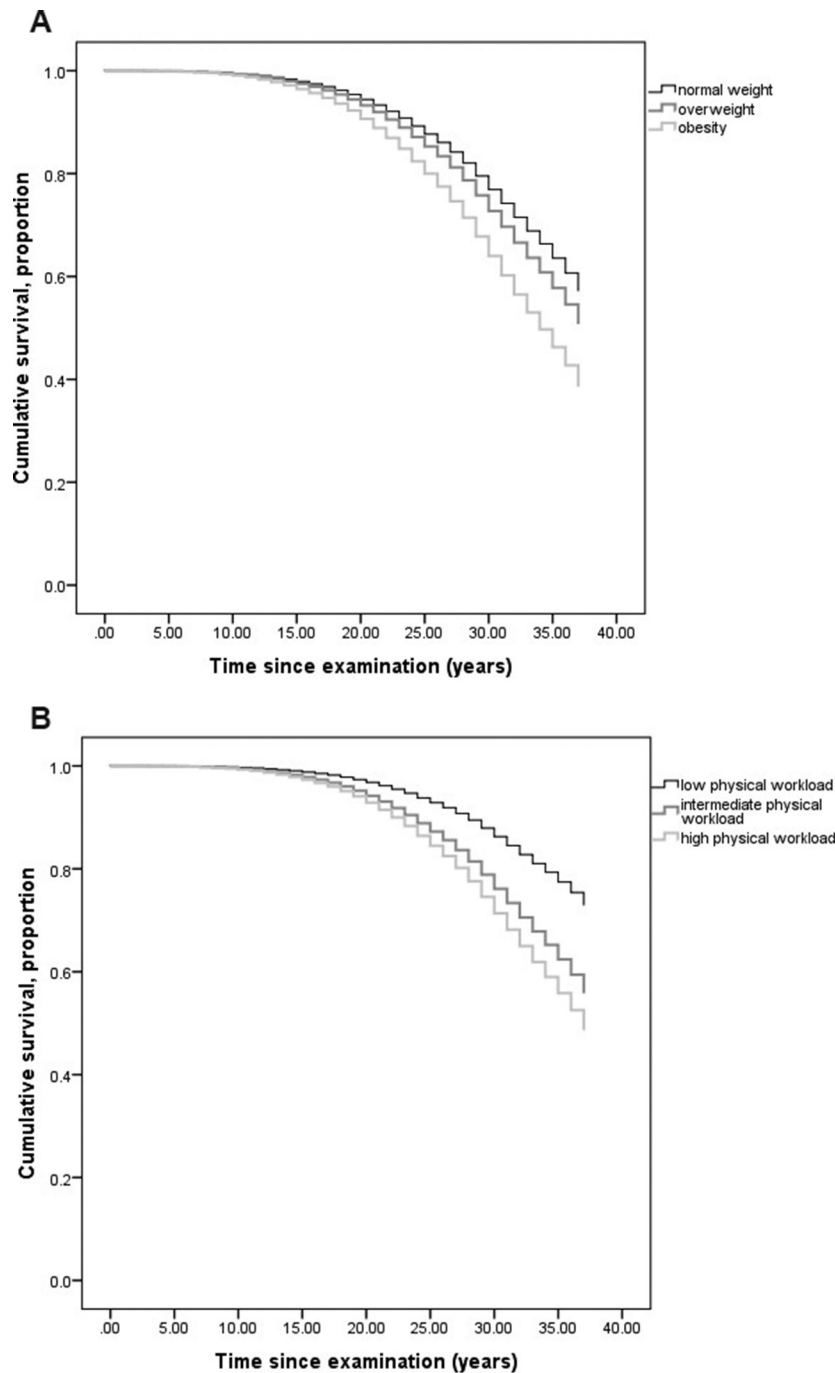 A
1.0
0.8
0.6
0.4
0.2
0.0
Cumulative survival, proportion
normal weight
overweight
obesity
.00 5.00 10.00 15.00 20.00 25.00 30.00 35.00 40.00
Time since examination (years)
B
1.0
0.8
0.6
0.4
0.2
0.0
Cumulative survival, proportion
low physical workload
intermediate physical
workload
high physical workload
.00 5.00 10.00 15.00 20.00 25.00 30.00 35.00 40.00
Time since examination (years)